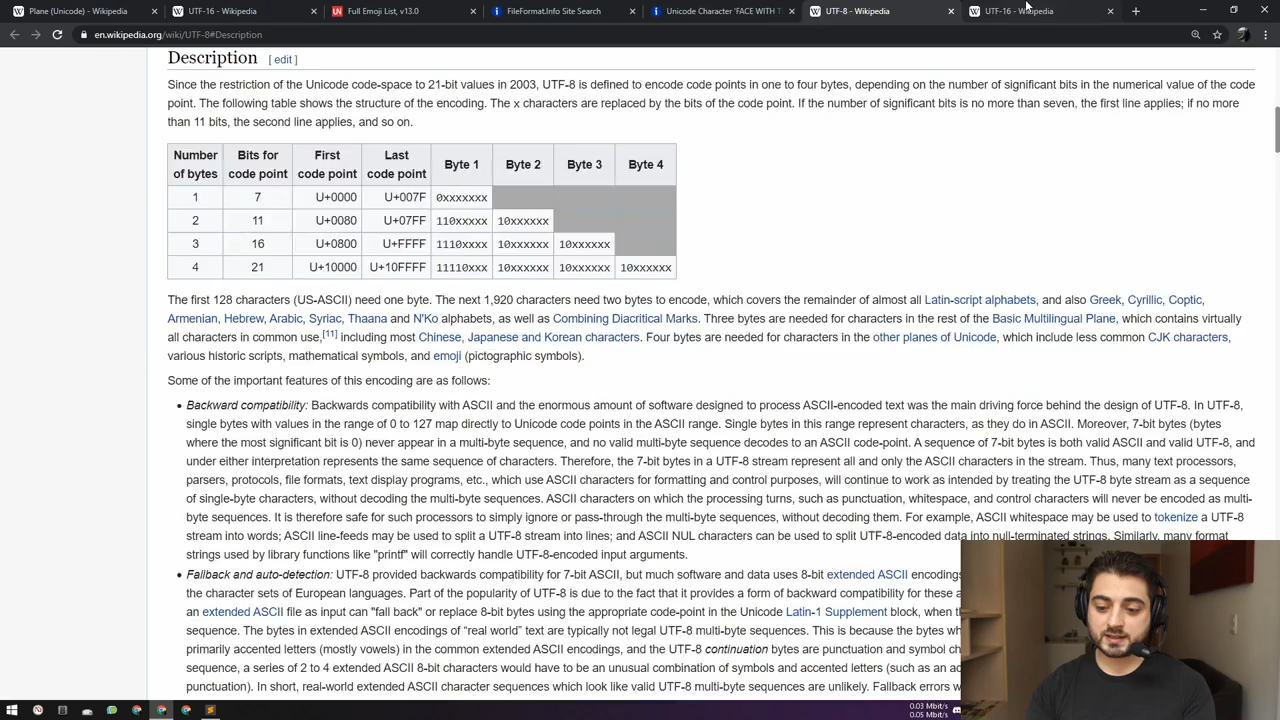 Plane (Unicode) - Wikipedia
UTF-16 - Wikipedia
Full Emoji List, v13.0
FileFormat.Info Site Search
Unicode Character 'FACE WITH T
UTF-8 - Wikipedia
UTF-16 - Wikipedia
en.wikipedia.org/wiki/UTF-8#Description
Description [ edit ]
Since the restriction of the Unicode code-space to 21-bit values in 2003, UTF-8 is defined to encode code points in one to four bytes, depending on the number of significant bits in the numerical value of the code
point. The following table shows the structure of the encoding. The x characters are replaced by the bits of the code point. If the number of significant bits is no more than seven, the first line applies; if no more
than 11 bits, the second line applies, and so on.
Number of bytes Bits for code point First code point Last code point Byte 1 Byte 2 Byte 3 Byte 4
1 7 U+0000 U+007F 0xxxxxxx
2 11 U+0080 U+07FF 110xxxxx 10xxxxxx
3 16 U+0800 U+FFFF 1110xxxx 10xxxxxx 10xxxxxx
4 21 U+10000 U+10FFFF 11110xxx 10xxxxxx 10xxxxxx 10xxxxxx
The first 128 characters (US-ASCII) need one byte. The next 1,920 characters need two bytes to encode, which covers the remainder of almost all Latin-script alphabets, and also Greek, Cyrillic, Coptic,
Armenian, Hebrew, Arabic, Syriac, Thaana and N'Ko alphabets, as well as Combining Diacritical Marks. Three bytes are needed for characters in the rest of the Basic Multilingual Plane, which contains virtually
all characters in common use,[11] including most Chinese, Japanese and Korean characters. Four bytes are needed for characters in the other planes of Unicode, which include less common CJK characters,
various historic scripts, mathematical symbols, and emoji (pictographic symbols).
Some of the important features of this encoding are as follows:
• Backward compatibility: Backwards compatibility with ASCII and the enormous amount of software designed to process ASCII-encoded text was the main driving force behind the design of UTF-8. In UTF-8,
single bytes with values in the range of 0 to 127 map directly to Unicode code points in the ASCII range. Single bytes in this range represent characters, as they do in ASCII. Moreover, 7-bit bytes (bytes
where the most significant bit is 0) never appear in a multi-byte sequence, and no valid multi-byte sequence decodes to an ASCII code-point. A sequence of 7-bit bytes is both valid ASCII and valid UTF-8, and
under either interpretation represents the same sequence of characters. Therefore, the 7-bit bytes in a UTF-8 stream represent all and only the ASCII characters in the stream. Thus, many text processors,
parsers, protocols, file formats, text display programs, etc., which use ASCII characters for formatting and control purposes, will continue to work as intended by treating the UTF-8 byte stream as a sequence
of single-byte characters, without decoding the multi-byte sequences. ASCII characters on which the processing turns, such as punctuation, whitespace, and control characters will never be encoded as multi-
byte sequences. It is therefore safe for such processors to simply ignore or pass-through the multi-byte sequences, without decoding them. For example, ASCII whitespace may be used to tokenize a UTF-8
stream into words; ASCII line-feeds may be used to split a UTF-8 stream into lines; and ASCII NUL characters can be used to split UTF-8-encoded data into null-terminated strings. Similarly, many format
strings used by library functions like "printf" will correctly handle UTF-8-encoded input arguments.
• Fallback and auto-detection: UTF-8 provided backwards compatibility for 7-bit ASCII, but much software and data uses 8-bit extended ASCII encodings
the character sets of European languages. Part of the popularity of UTF-8 is due to the fact that it provides a form of backward compatibility for these a
an extended ASCII file as input can "fall back" or replace 8-bit bytes using the appropriate code-point in the Unicode Latin-1 Supplement block, when th
sequence. The bytes in extended ASCII encodings of “real world” text are typically not legal UTF-8 multi-byte sequences. This is because the bytes wh
primarily accented letters (mostly vowels) in the common extended ASCII encodings, and the UTF-8 continuation bytes are punctuation and symbol ch
sequence, a series of 2 to 4 extended ASCII 8-bit characters would have to be an unusual combination of symbols and accented letters (such as an ac
punctuation). In short, real-world extended ASCII character sequences which look like valid UTF-8 multi-byte sequences are unlikely. Fallback errors w
0.03 Mbit/s
0.05 Mbit/s